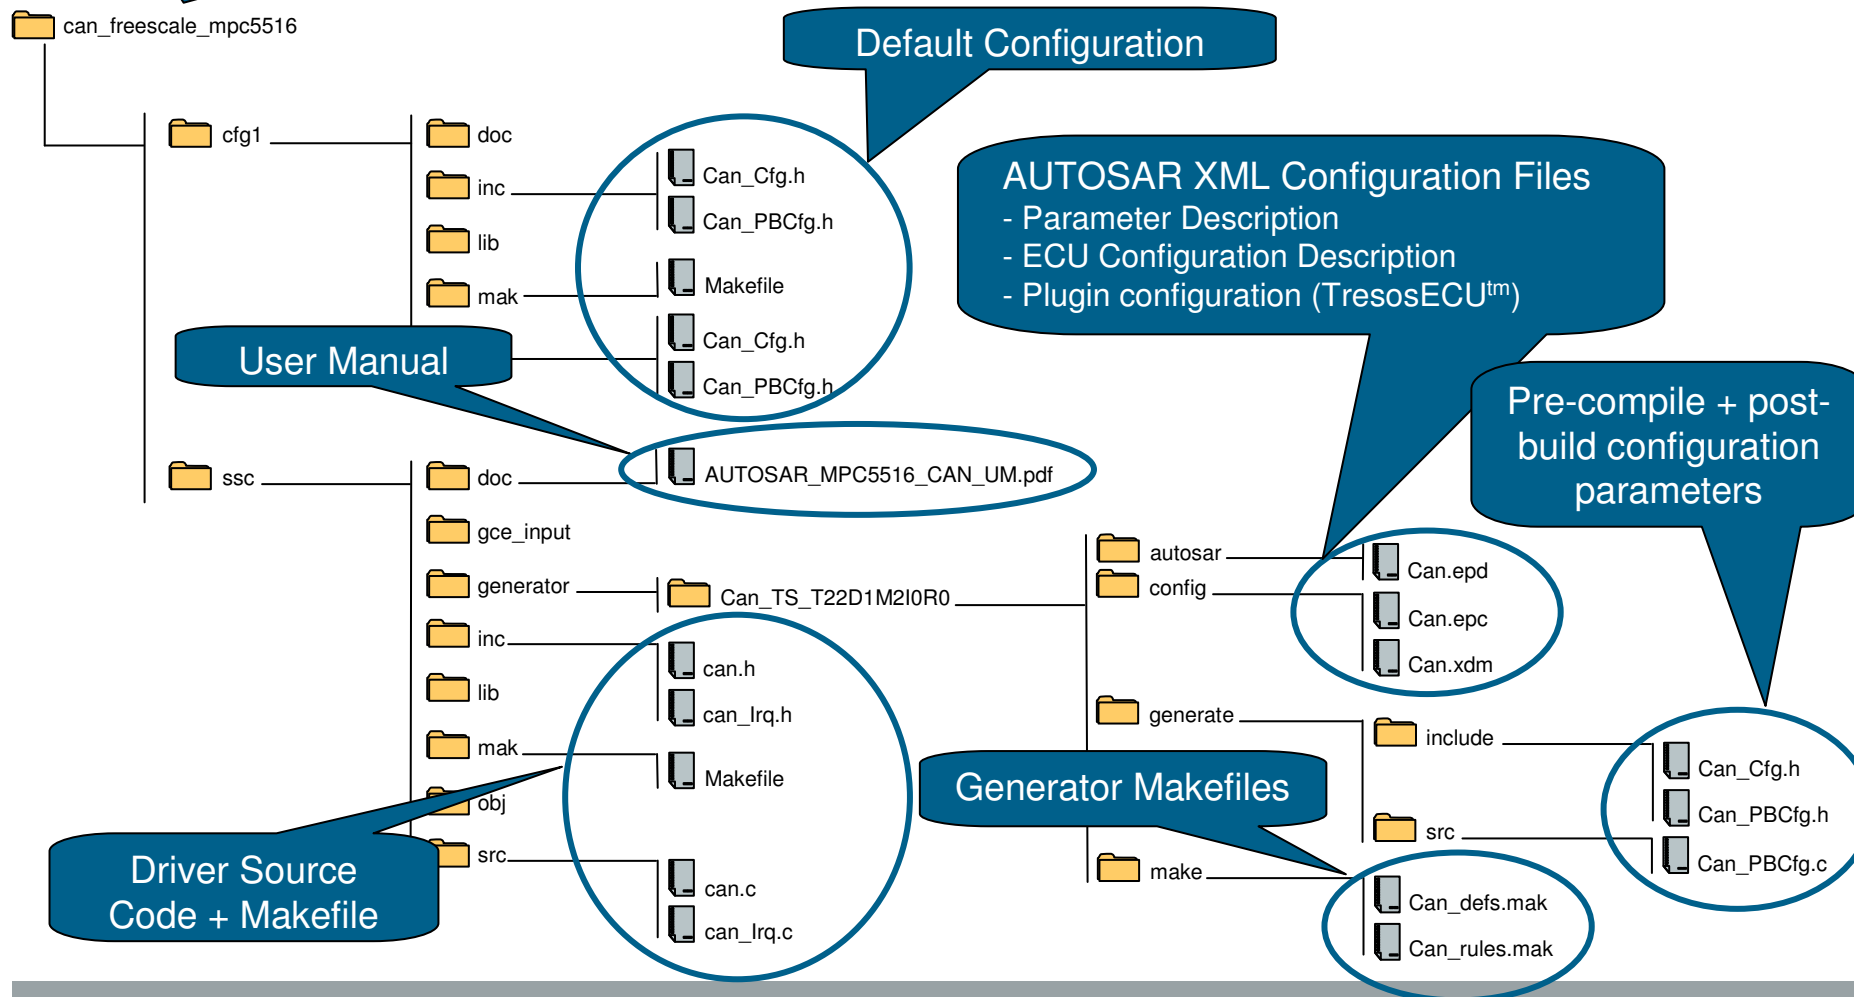 can_freescale_mpc5516
Default Configuration
cfg1
doc
inc
lib
mak
Can_Cfg.h
Can_PBCfg.h
Makefile
Can_Cfg.h
Can_PBCfg.h
AUTOSAR XML Configuration Files
- Parameter Description
- ECU Configuration Description
- Plugin configuration (TresosECUtm)
User Manual
Pre-compile + post-
build configuration
parameters
ssc
doc
AUTOSAR_MPC5516_CAN_UM.pdf
gce_input
generator
Can_TS_T22D1M2I0R0
inc
lib
mak
obj
src
can.h
can_Irq.h
Makefile
can.c
can_Irq.c
Driver Source
Code + Makefile
autosar
config
Can.epd
Can.epc
Can.xdm
generate
include
Can_Cfg.h
Can_PBCfg.h
src
Can_PBCfg.c
Generator Makefiles
make
Can_defs.mak
Can_rules.mak